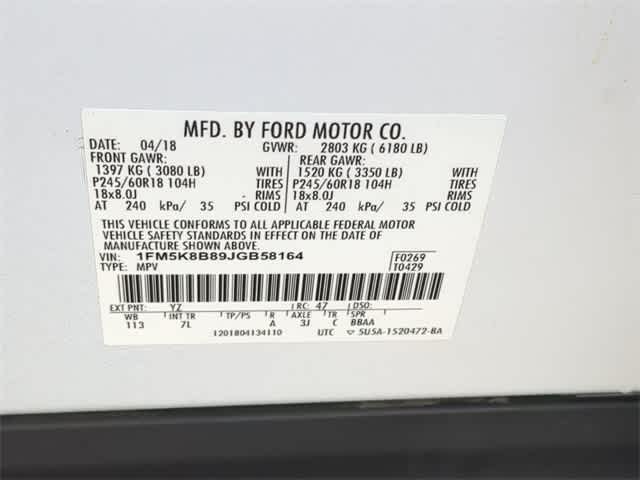 MFD. BY FORD MOTOR CO.
DATE: 04/18 GVWR: 2803 KG ( 6180 LB)
FRONT GAWR: REAR GAWR:
1397 KG ( 3080 LB) WITH 1520 KG ( 3350 LB) WITH
P245/60R18 104H TIRES P245/60R18 104H TIRES
18x8.0J RIMS 18x8.0J RIMS
AT 240 kPa/ 35 PSI COLD AT 240 kPa/ 35 PSI COLD
THIS VEHICLE CONFORMS TO ALL APPLICABLE FEDERAL MOTOR
VEHICLE SAFETY STANDARDS IN EFFECT ON THE DATE OF
MANUFACTURE SHOWN ABOVE.
VIN: 1FM5K8B89JGB58164 F0269
TYPE: MPV T0429
EXT PNT: YZ RC: 47 DSO:
WB INT TR TP/PS R AXLE TR SPR
113 7L A 3J C BBAA
1201804134110 UTC 5U5A-1520472-BA